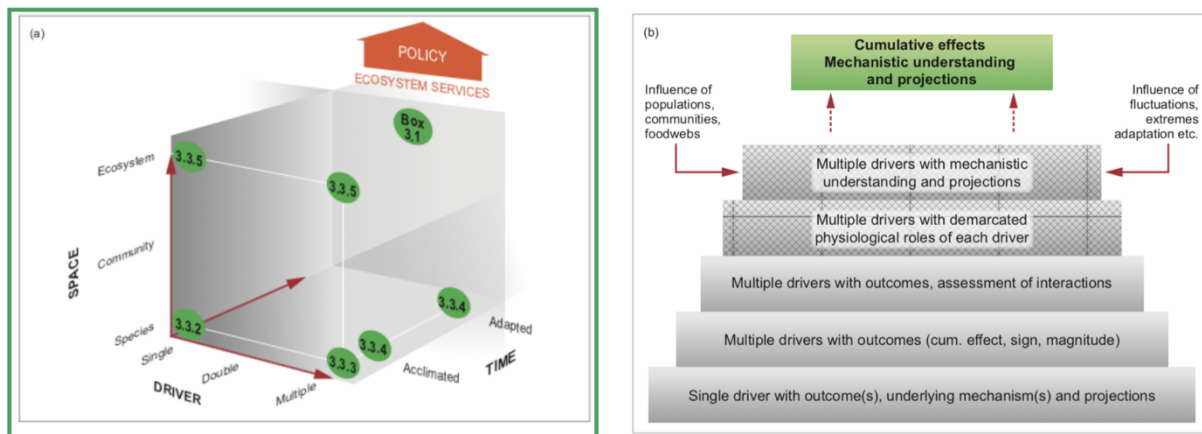 (a)
POLICY
ECOSYSTEM SERVICES
Box
3.1
Ecosystem
3.3.5
3.3.5
Community
SPACE
Species
3.3.2
3.3.4
Adapted
3.3.4
3.3.3
Acclimated
TIME
Single
Double
Multiple
DRIVER
(b)
Cumulative effects
Mechanistic understanding
and projections
Influence of
populations,
communities,
foodwebs
Influence of
fluctuations,
extremes
adaptation etc.
Multiple drivers with mechanistic
understanding and projections
Multiple drivers with demarcated
physiological roles of each driver
Multiple drivers with outcomes, assessment of interactions
Multiple drivers with outcomes (cum. effect, sign, magnitude)
Single driver with outcome(s), underlying mechanism(s) and projections